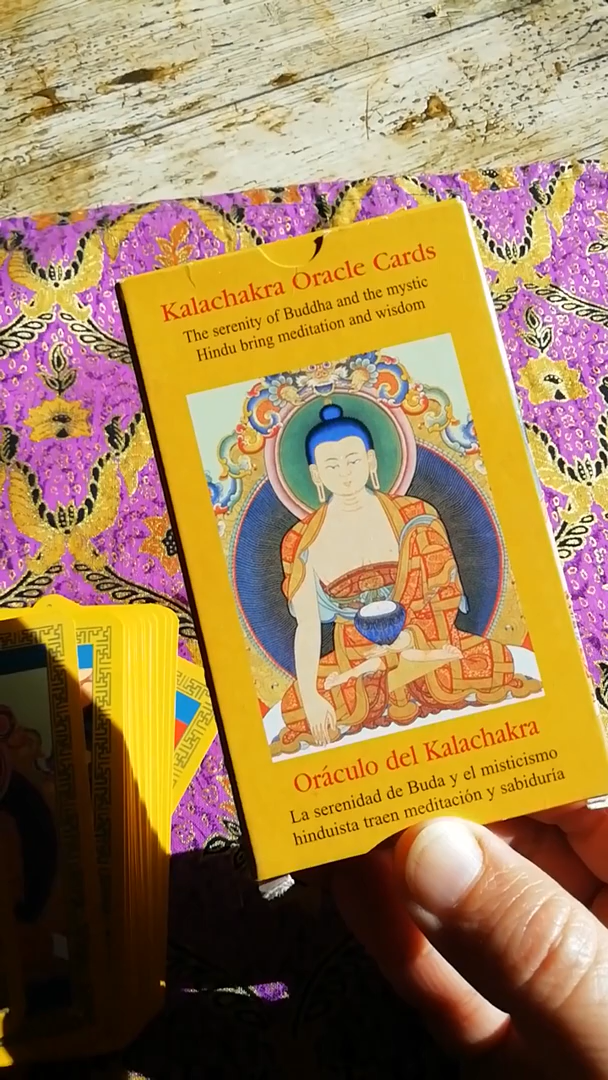 Kalachakra Oracle Cards
The serenity of Buddha and the mystic
Hindu bring meditation and wisdom
Oráculo del Kalachakra
La serenidad de Buda y el misticismo
hinduista traen meditación y sabiduría